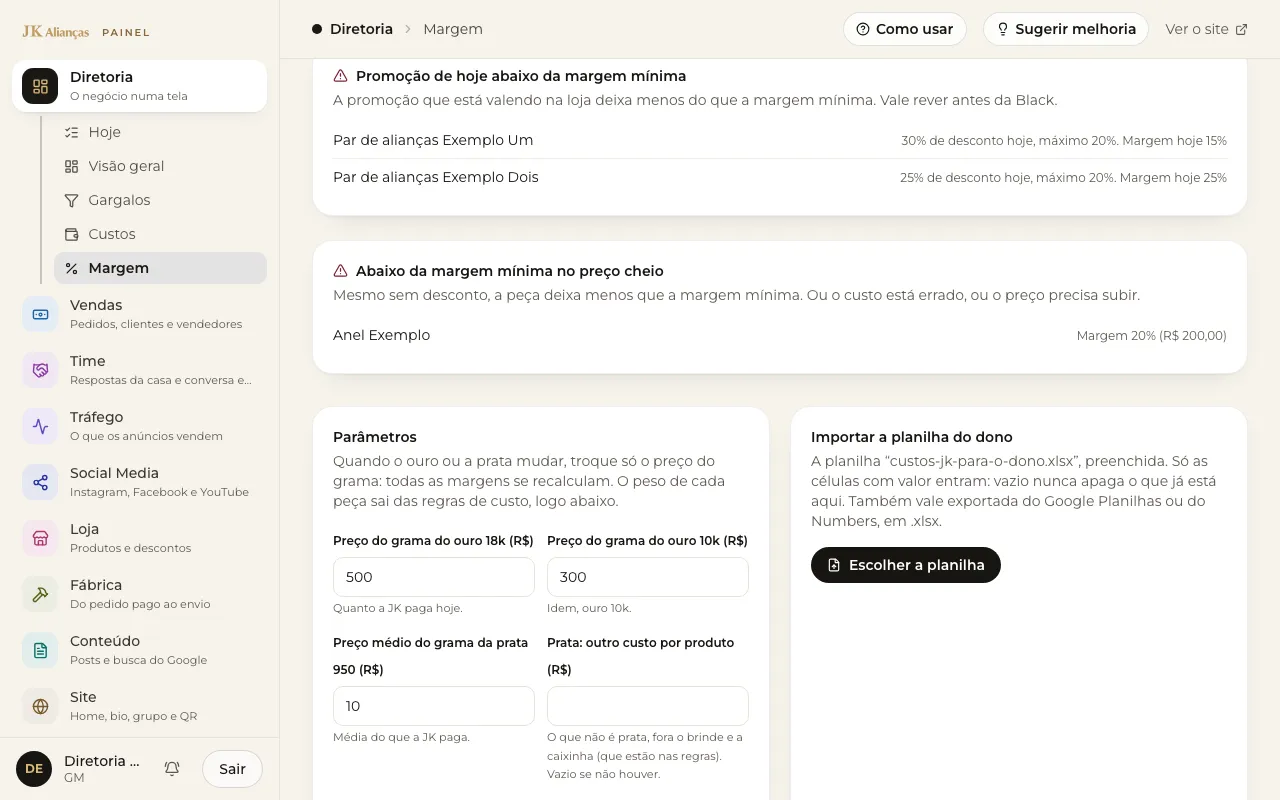 JK Alianças PAINEL
Diretoria
O negócio numa tela
Hoje
Visão geral
Gargalos
Custos
Margem
Vendas
Pedidos, clientes e vendedores
Time
Respostas da casa e conversa e...
Tráfego
O que os anúncios vendem
Social Media
Instagram, Facebook e YouTube
Loja
Produtos e descontos
Fábrica
Do pedido pago ao envio
Conteúdo
Posts e busca do Google
Site
Home, bio, grupo e QR
DE
Diretoria ...
GM
Sair
Diretoria
Margem
Como usar
Sugerir melhoria
Ver o site
Promoção de hoje abaixo da margem mínima
A promoção que está valendo na loja deixa menos do que a margem mínima. Vale rever antes da Black.
Par de alianças Exemplo Um
30% de desconto hoje, máximo 20%. Margem hoje 15%
Par de alianças Exemplo Dois
25% de desconto hoje, máximo 20%. Margem hoje 25%
Abaixo da margem mínima no preço cheio
Mesmo sem desconto, a peça deixa menos que a margem mínima. Ou o custo está errado, ou o preço precisa subir.
Anel Exemplo
Margem 20% (R$ 200,00)
Parâmetros
Quando o ouro ou a prata mudar, troque só o preço do
grama: todas as margens se recalculam. O peso de cada
peça sai das regras de custo, logo abaixo.
Preço do grama do ouro 18k (R$)
500
Quanto a JK paga hoje.
Preço do grama do ouro 10k (R$)
300
Idem, ouro 10k.
Preço médio do grama da prata
950 (R$)
10
Média do que a JK paga.
Prata: outro custo por produto
(R$)
O que não é prata, fora o brinde e a
caixinha (que estão nas regras).
Vazio se não houver.
Importar a planilha do dono
A planilha “custos-jk-para-o-dono.xlsx”, preenchida. Só as
células com valor entram: vazio nunca apaga o que já está
aqui. Também vale exportada do Google Planilhas ou do
Numbers, em .xlsx.
Escolher a planilha